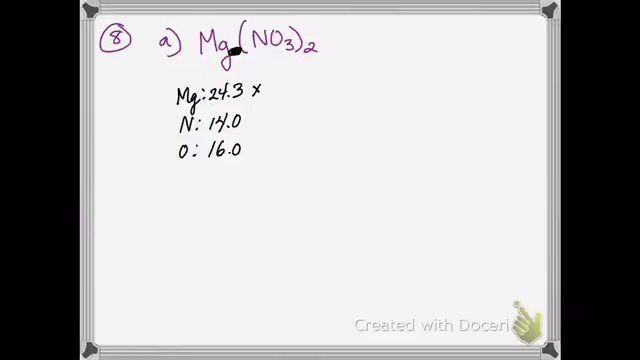 8 a) Mg(NO3)2
Mg: 24.3 x
N: 14.0
O: 16.0
Created with Doceri